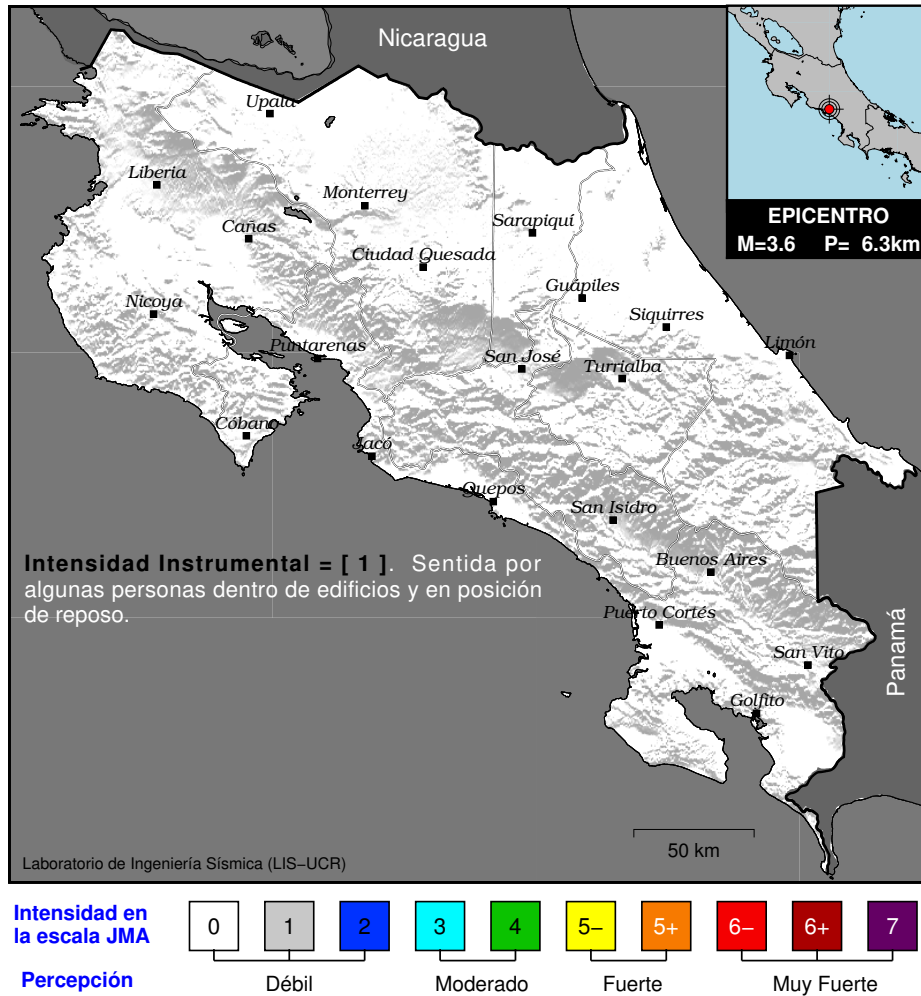 Nicaragua
Upala
Liberia
Monterrey
Cañas
Sarapiquí
Ciudad Quesada
Guápiles
Nicoya
Siquirres
Puntarenas
San José
Limón
Turrialba
Cóbano
Jacó
Quepos
San Isidro
Buenos Aires
Puerto Cortés
San Vito
Golfito
Panamá
EPICENTRO
M=3.6 P= 6.3km
Intensidad Instrumental = [ 1 ]. Sentida por
algunas personas dentro de edificios y en posición
de reposo.
50 km
Laboratorio de Ingeniería Sísmica (LIS–UCR)
Intensidad en
la escala JMA
0 1 2 3 4 5– 5+ 6– 6+ 7
Percepción
Débil Moderado Fuerte Muy Fuerte